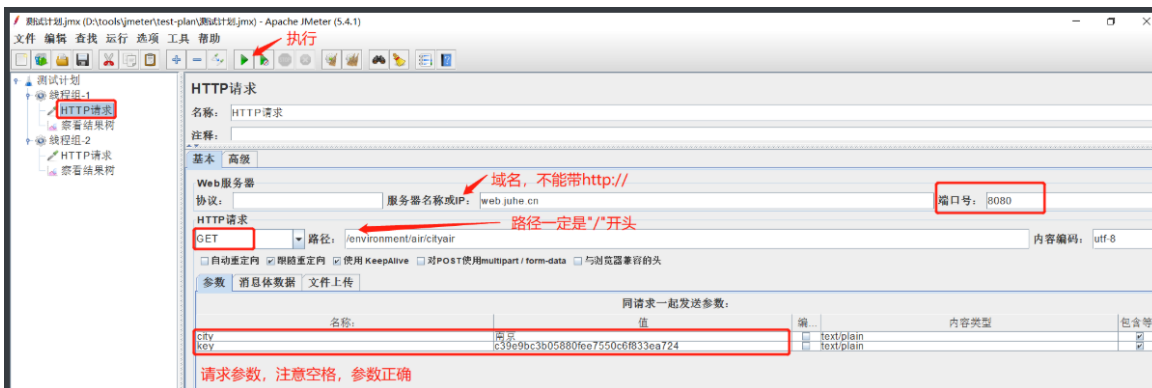 测试计划.jmx (D:\tools\jmeter\test-plan\测试计划.jmx) - Apache JMeter (5.4.1)
文件 编辑 查找 运行 选项 工具 帮助
执行
测试计划
线程组-1
HTTP请求
察看结果树
线程组-2
HTTP请求
察看结果树
HTTP请求
名称: HTTP请求
注释:
基本 高级
Web服务器
域名，不能带http://
协议: 服务器名称或IP: web.juhe.cn 端口号: 8080
HTTP请求
路径一定是"/"开头
GET 路径: /environment/air/cityair 内容编码: utf-8
自动重定向 跟随重定向 使用 KeepAlive 对POST使用multipart / form-data 与浏览器兼容的头
参数 消息体数据 文件上传
同请求一起发送参数:
名称: 值 编... 内容类型 包含等
city 南京 text/plain
key c39e9bc3b05880fee7550c6f833ea724 text/plain
请求参数，注意空格，参数正确